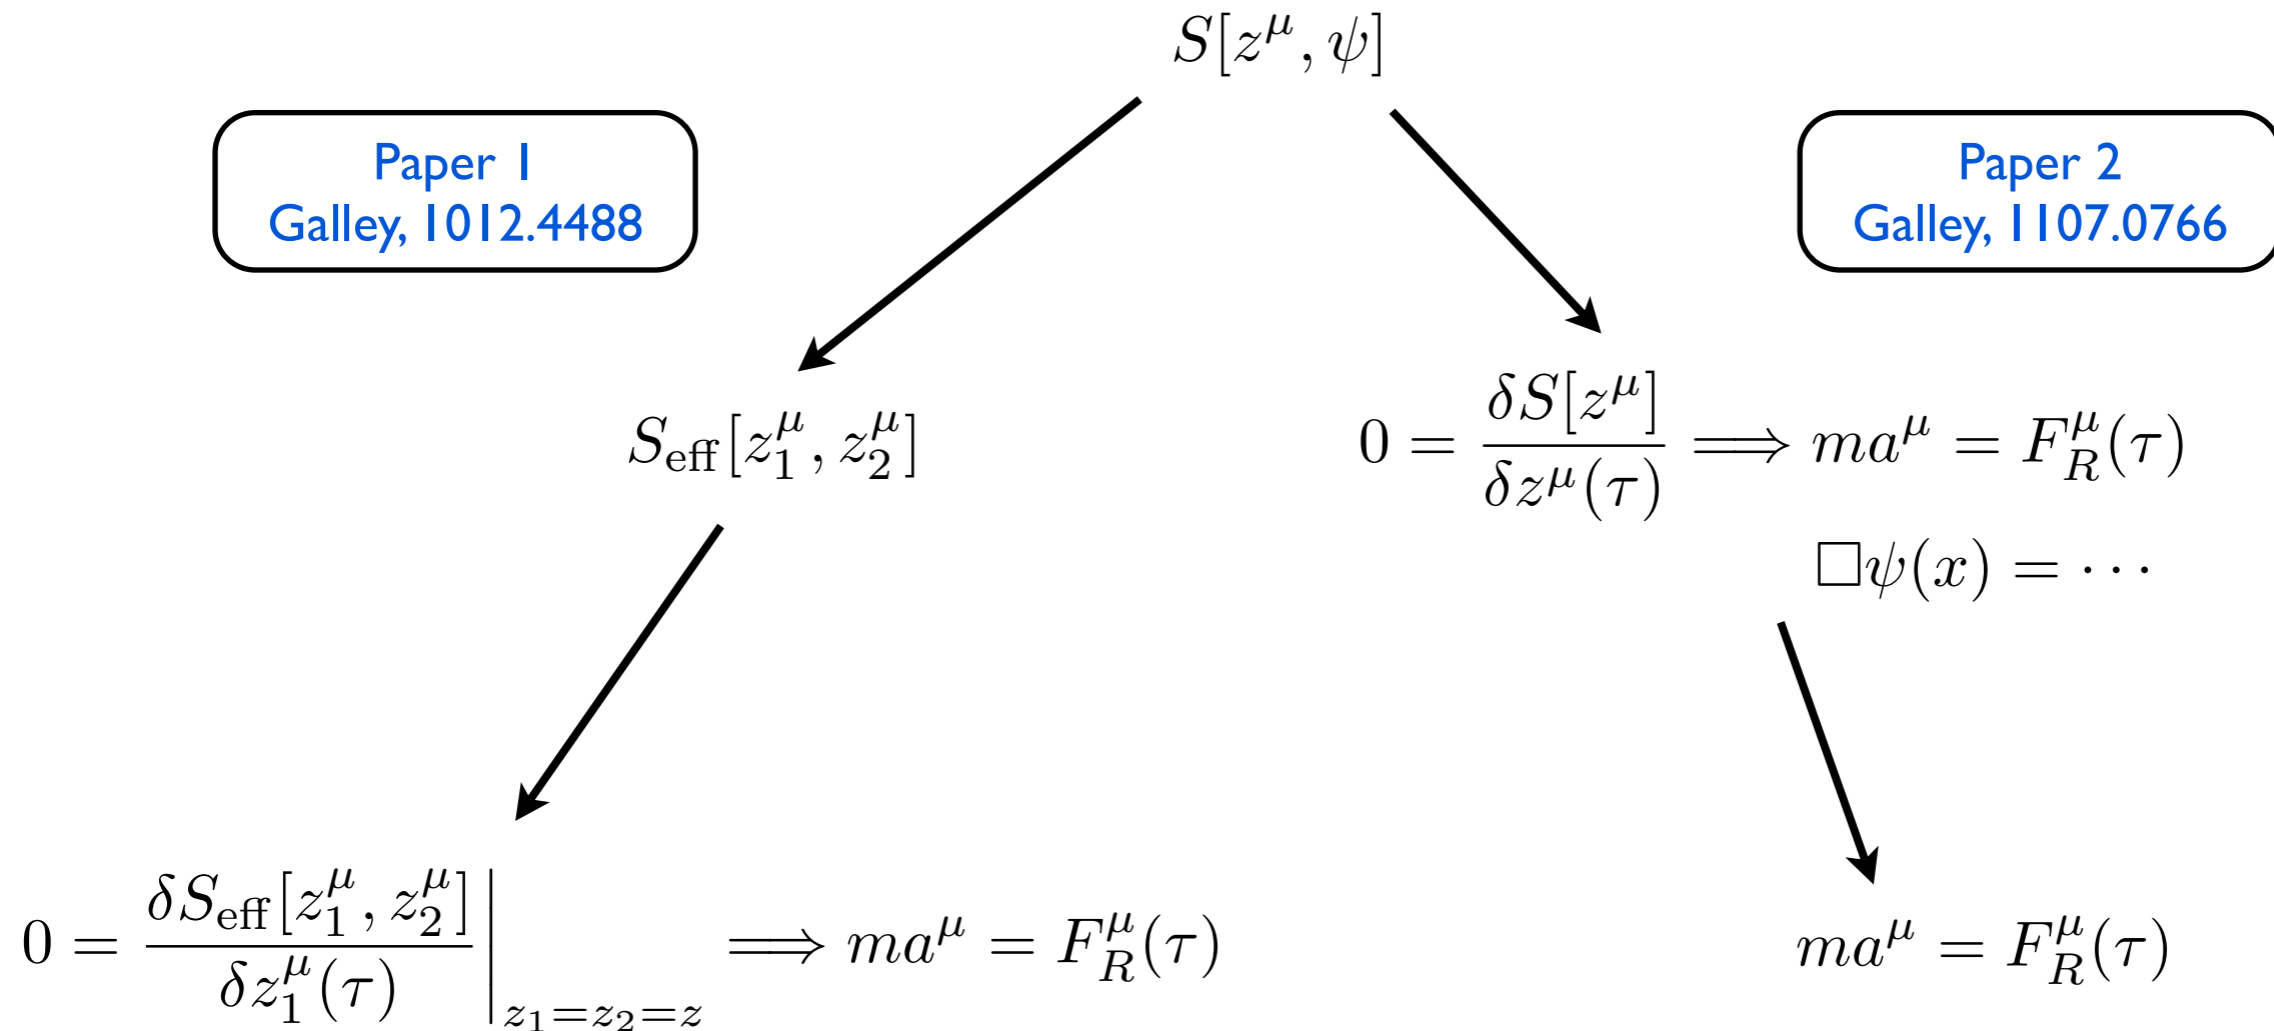 S[z^μ, ψ]
Paper 1
Galley, 1012.4488
Paper 2
Galley, 1107.0766
S_eff[z_1^μ, z_2^μ]
0 = δS[z^μ] / δz^μ(τ) ⟹ ma^μ = F_R^μ(τ)
□ψ(x) = ···
0 = δS_eff[z_1^μ, z_2^μ] / δz_1^μ(τ) |_{z_1=z_2=z} ⟹ ma^μ = F_R^μ(τ)
ma^μ = F_R^μ(τ)